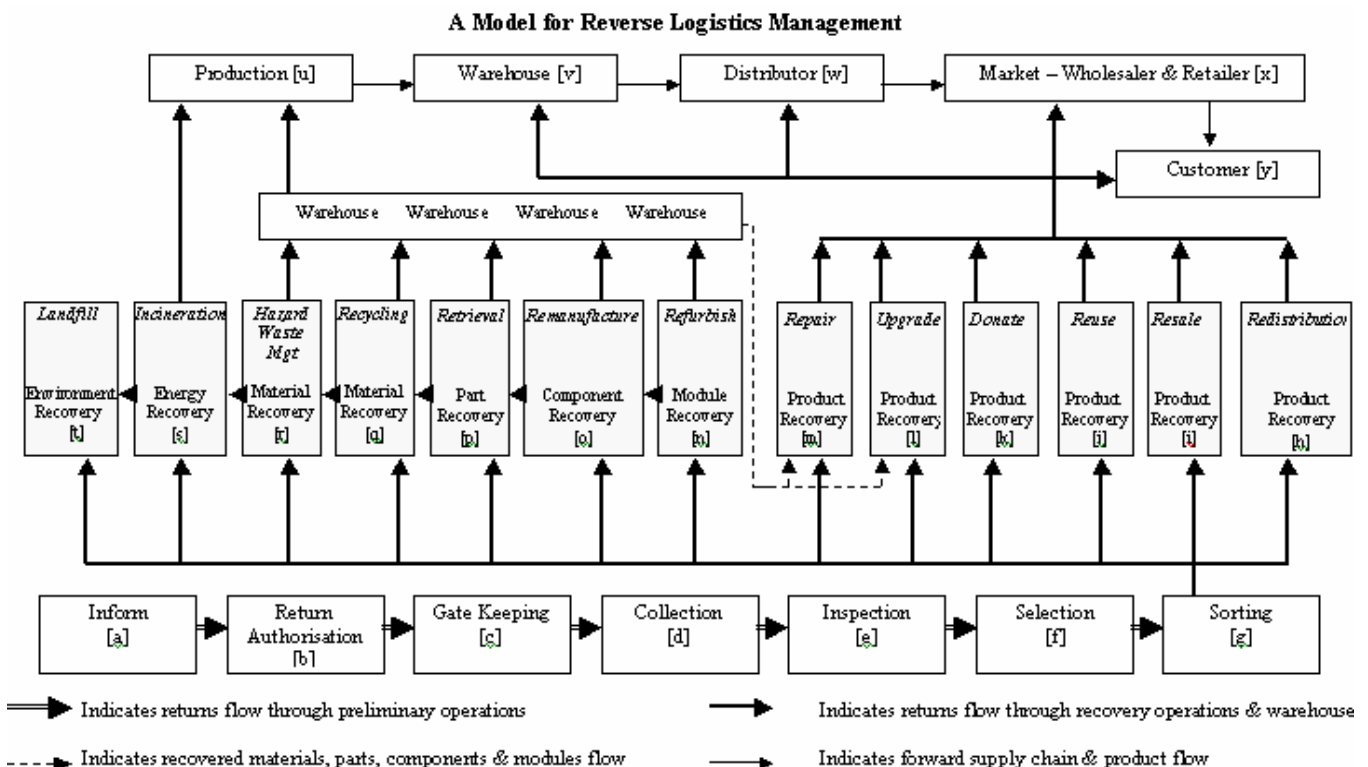 A Model for Reverse Logistics Management
Production [u]
Warehouse [v]
Distributor [w]
Market – Wholesaler & Retailer [x]
Customer [y]
Warehouse Warehouse Warehouse Warehouse
Landfill
Environment
Recovery
[t]
Incineration
Energy
Recovery
[s]
Hazard
Waste
Mgt
Material
Recovery
[r]
Recycling
Material
Recovery
[q]
Retrieval
Part
Recovery
[p]
Remanufacture
Component
Recovery
[o]
Refurbish
Module
Recovery
[n]
Repair
Product
Recovery
[m]
Upgrade
Product
Recovery
[l]
Donate
Product
Recovery
[k]
Reuse
Product
Recovery
[j]
Resale
Product
Recovery
[i]
Redistribution
Product
Recovery
[h]
Inform
[a]
Return
Authorisation
[b]
Gate Keeping
[c]
Collection
[d]
Inspection
[e]
Selection
[f]
Sorting
[g]
Indicates returns flow through preliminary operations
Indicates returns flow through recovery operations & warehouse
Indicates recovered materials, parts, components & modules flow
Indicates forward supply chain & product flow